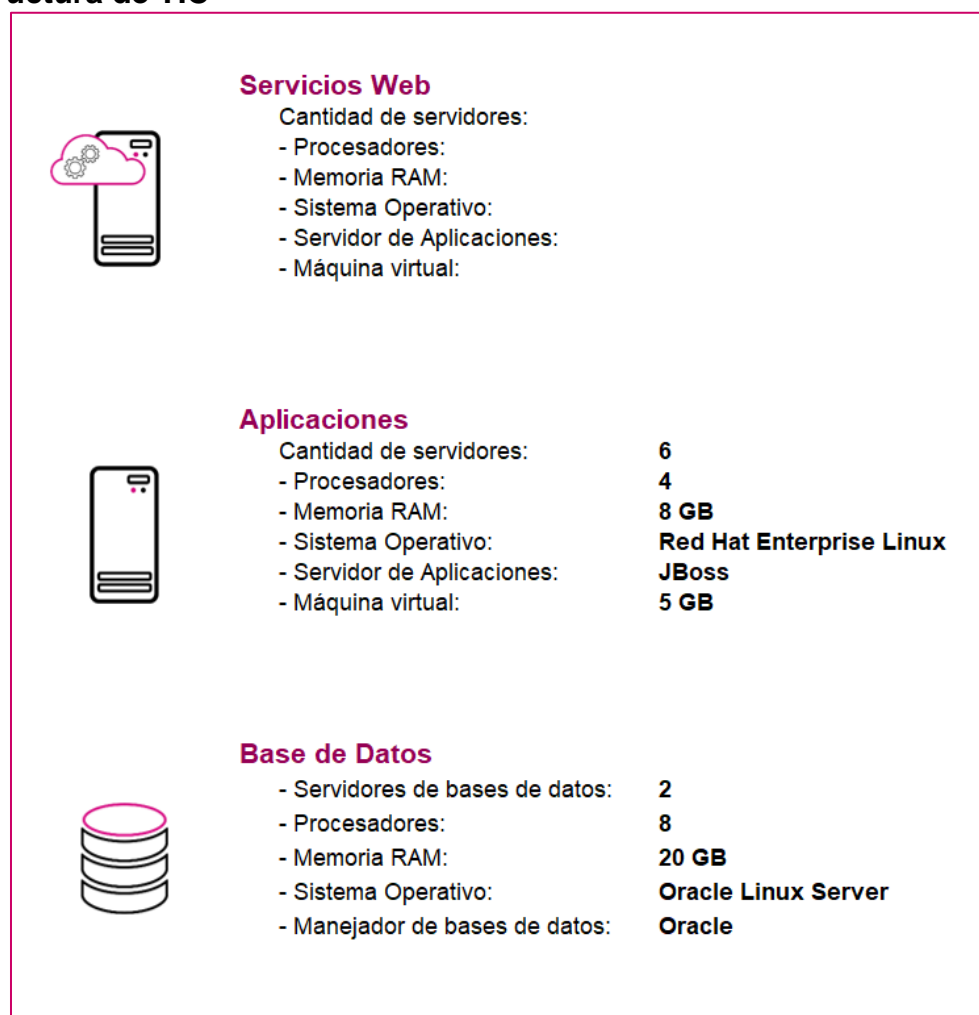 Servicios Web
Cantidad de servidores:
- Procesadores:
- Memoria RAM:
- Sistema Operativo:
- Servidor de Aplicaciones:
- Máquina virtual:
Aplicaciones
Cantidad de servidores: 6
- Procesadores: 4
- Memoria RAM: 8 GB
- Sistema Operativo: Red Hat Enterprise Linux
- Servidor de Aplicaciones: JBoss
- Máquina virtual: 5 GB
Base de Datos
- Servidores de bases de datos: 2
- Procesadores: 8
- Memoria RAM: 20 GB
- Sistema Operativo: Oracle Linux Server
- Manejador de bases de datos: Oracle